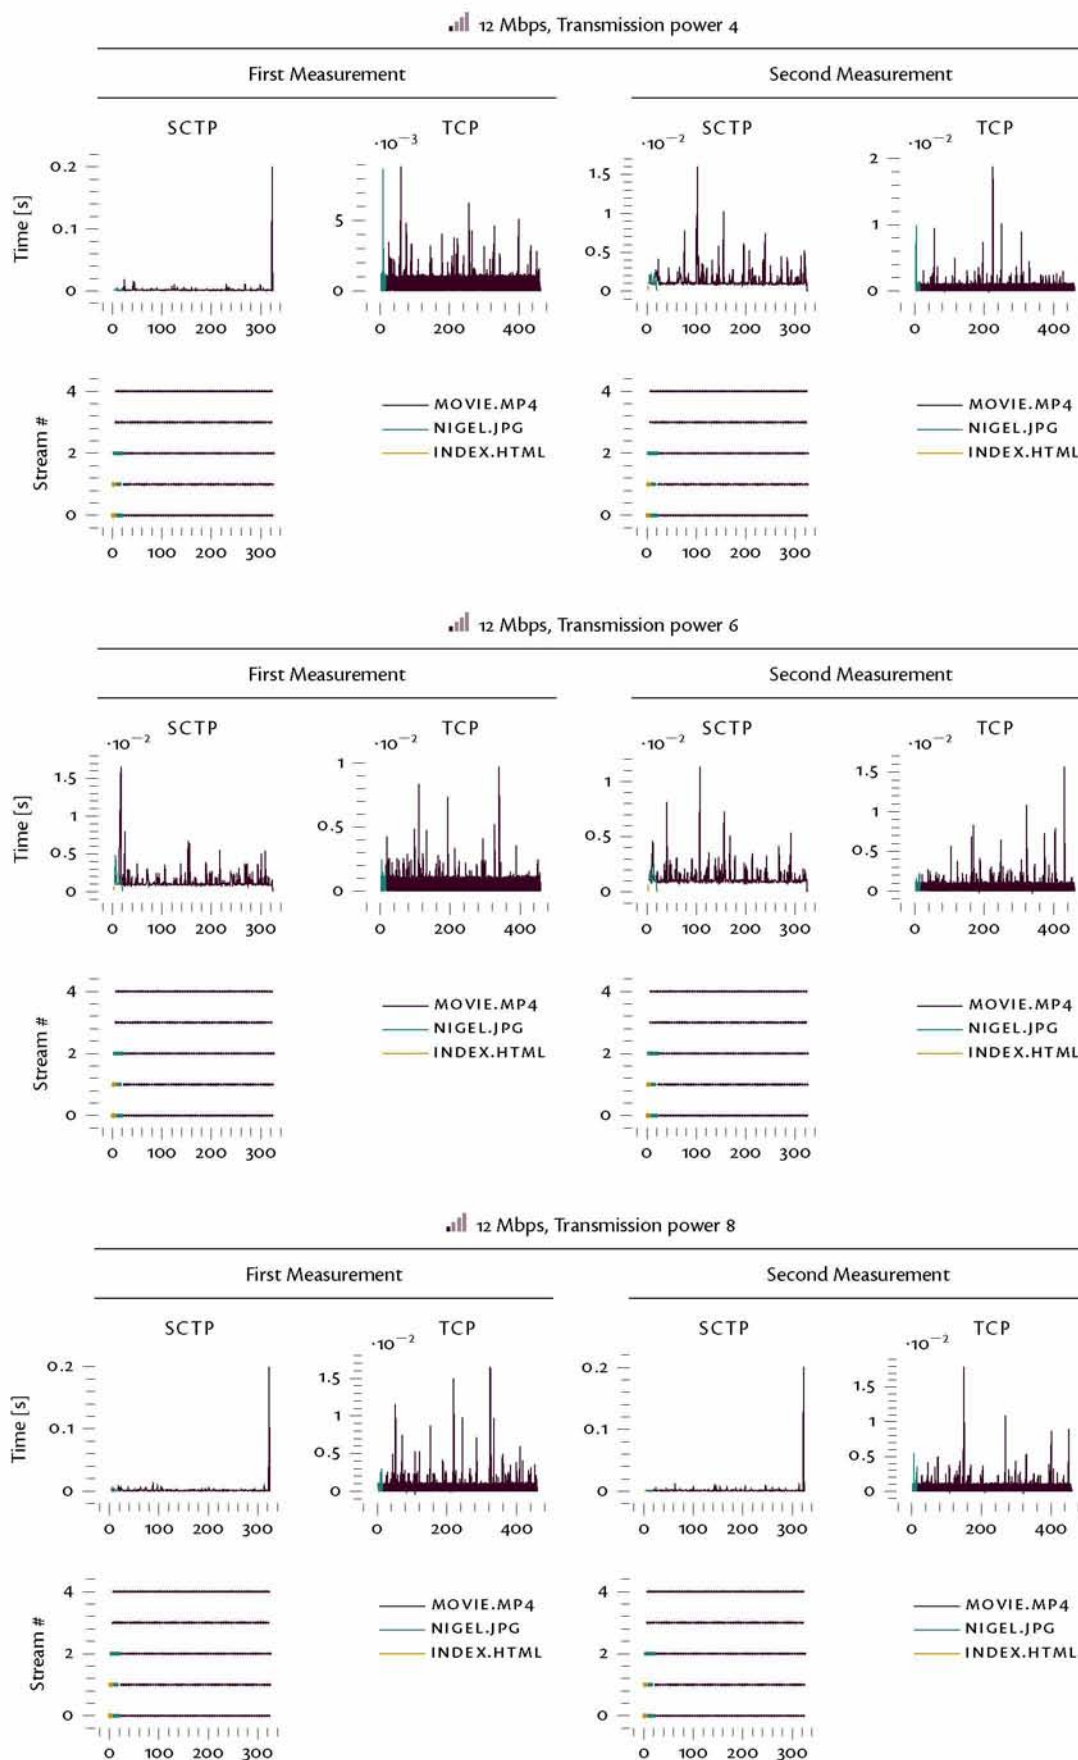 12 Mbps, Transmission power 4
First Measurement
Second Measurement
SCTP
TCP
SCTP
TCP
Time [s]
0.2
0.1
0
0 100 200 300
·10−3
5
0
0 200 400
·10−2
1.5
1
0.5
0
0 100 200 300
·10−2
2
1
0
0 200 400
Stream #
4
2
0
0 100 200 300
MOVIE.MP4
NIGEL.JPG
INDEX.HTML
4
2
0
0 100 200 300
MOVIE.MP4
NIGEL.JPG
INDEX.HTML
12 Mbps, Transmission power 6
First Measurement
Second Measurement
SCTP
TCP
SCTP
TCP
Time [s]
·10−2
1.5
1
0.5
0
0 100 200 300
·10−2
1
0.5
0
0 200 400
·10−2
1
0.5
0
0 100 200 300
·10−2
1.5
1
0.5
0
0 200 400
Stream #
4
2
0
0 100 200 300
MOVIE.MP4
NIGEL.JPG
INDEX.HTML
4
2
0
0 100 200 300
MOVIE.MP4
NIGEL.JPG
INDEX.HTML
12 Mbps, Transmission power 8
First Measurement
Second Measurement
SCTP
TCP
SCTP
TCP
Time [s]
0.2
0.1
0
0 100 200 300
·10−2
1.5
1
0.5
0
0 200 400
0.2
0.1
0
0 100 200 300
·10−2
1.5
1
0.5
0
0 200 400
Stream #
4
2
0
0 100 200 300
MOVIE.MP4
NIGEL.JPG
INDEX.HTML
4
2
0
0 100 200 300
MOVIE.MP4
NIGEL.JPG
INDEX.HTML